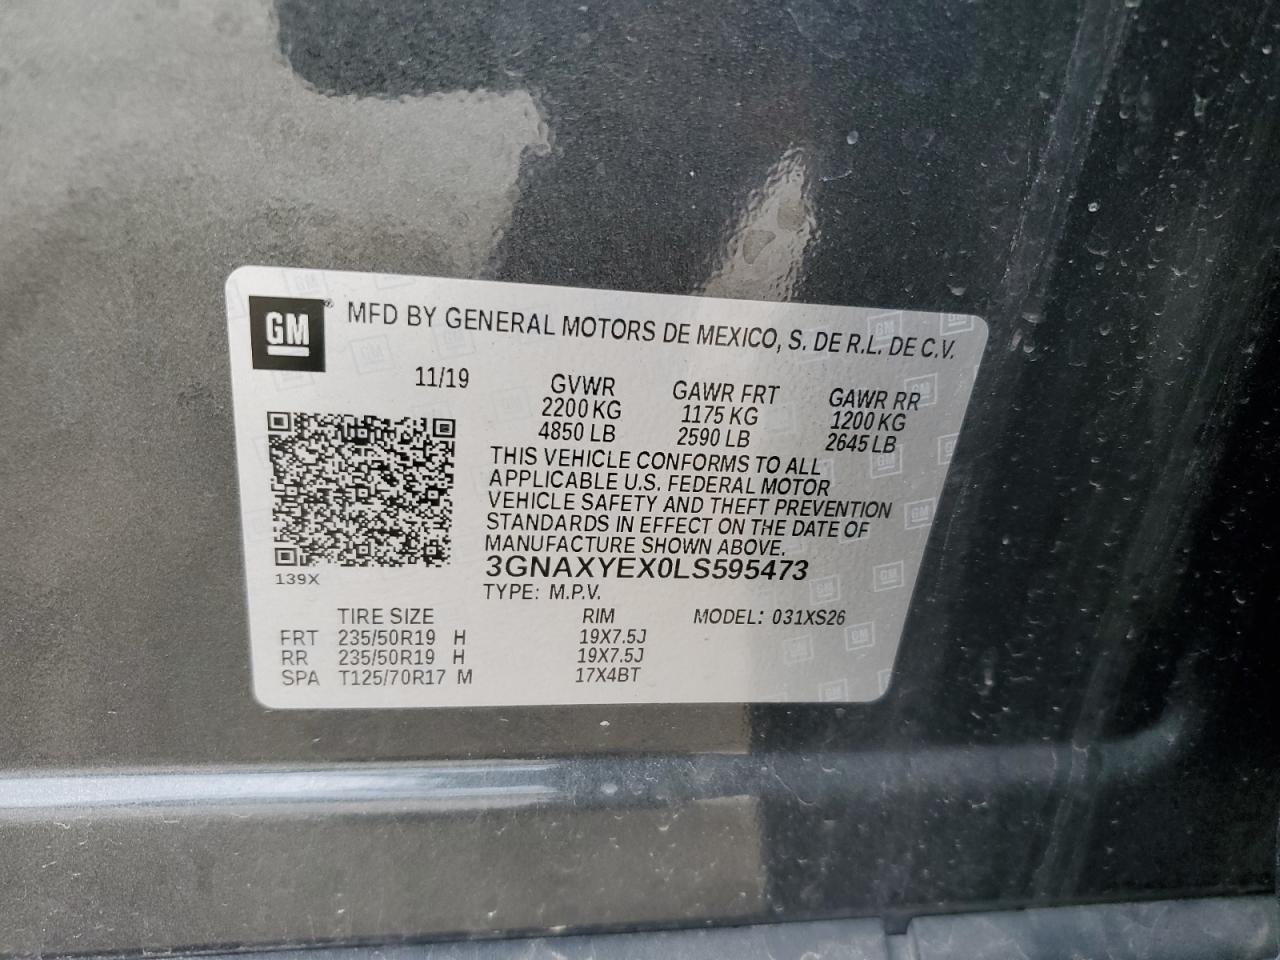 GM ® MFD BY GENERAL MOTORS DE MEXICO, S. DE R.L. DE C.V.
11/19 GVWR GAWR FRT GAWR RR
2200 KG 1175 KG 1200 KG
4850 LB 2590 LB 2645 LB
THIS VEHICLE CONFORMS TO ALL
APPLICABLE U.S. FEDERAL MOTOR
VEHICLE SAFETY AND THEFT PREVENTION
STANDARDS IN EFFECT ON THE DATE OF
MANUFACTURE SHOWN ABOVE.
3GNAXYEX0LS595473
139X TYPE: M.P.V.
TIRE SIZE RIM MODEL: 031XS26
FRT 235/50R19 H 19X7.5J
RR 235/50R19 H 19X7.5J
SPA T125/70R17 M 17X4BT